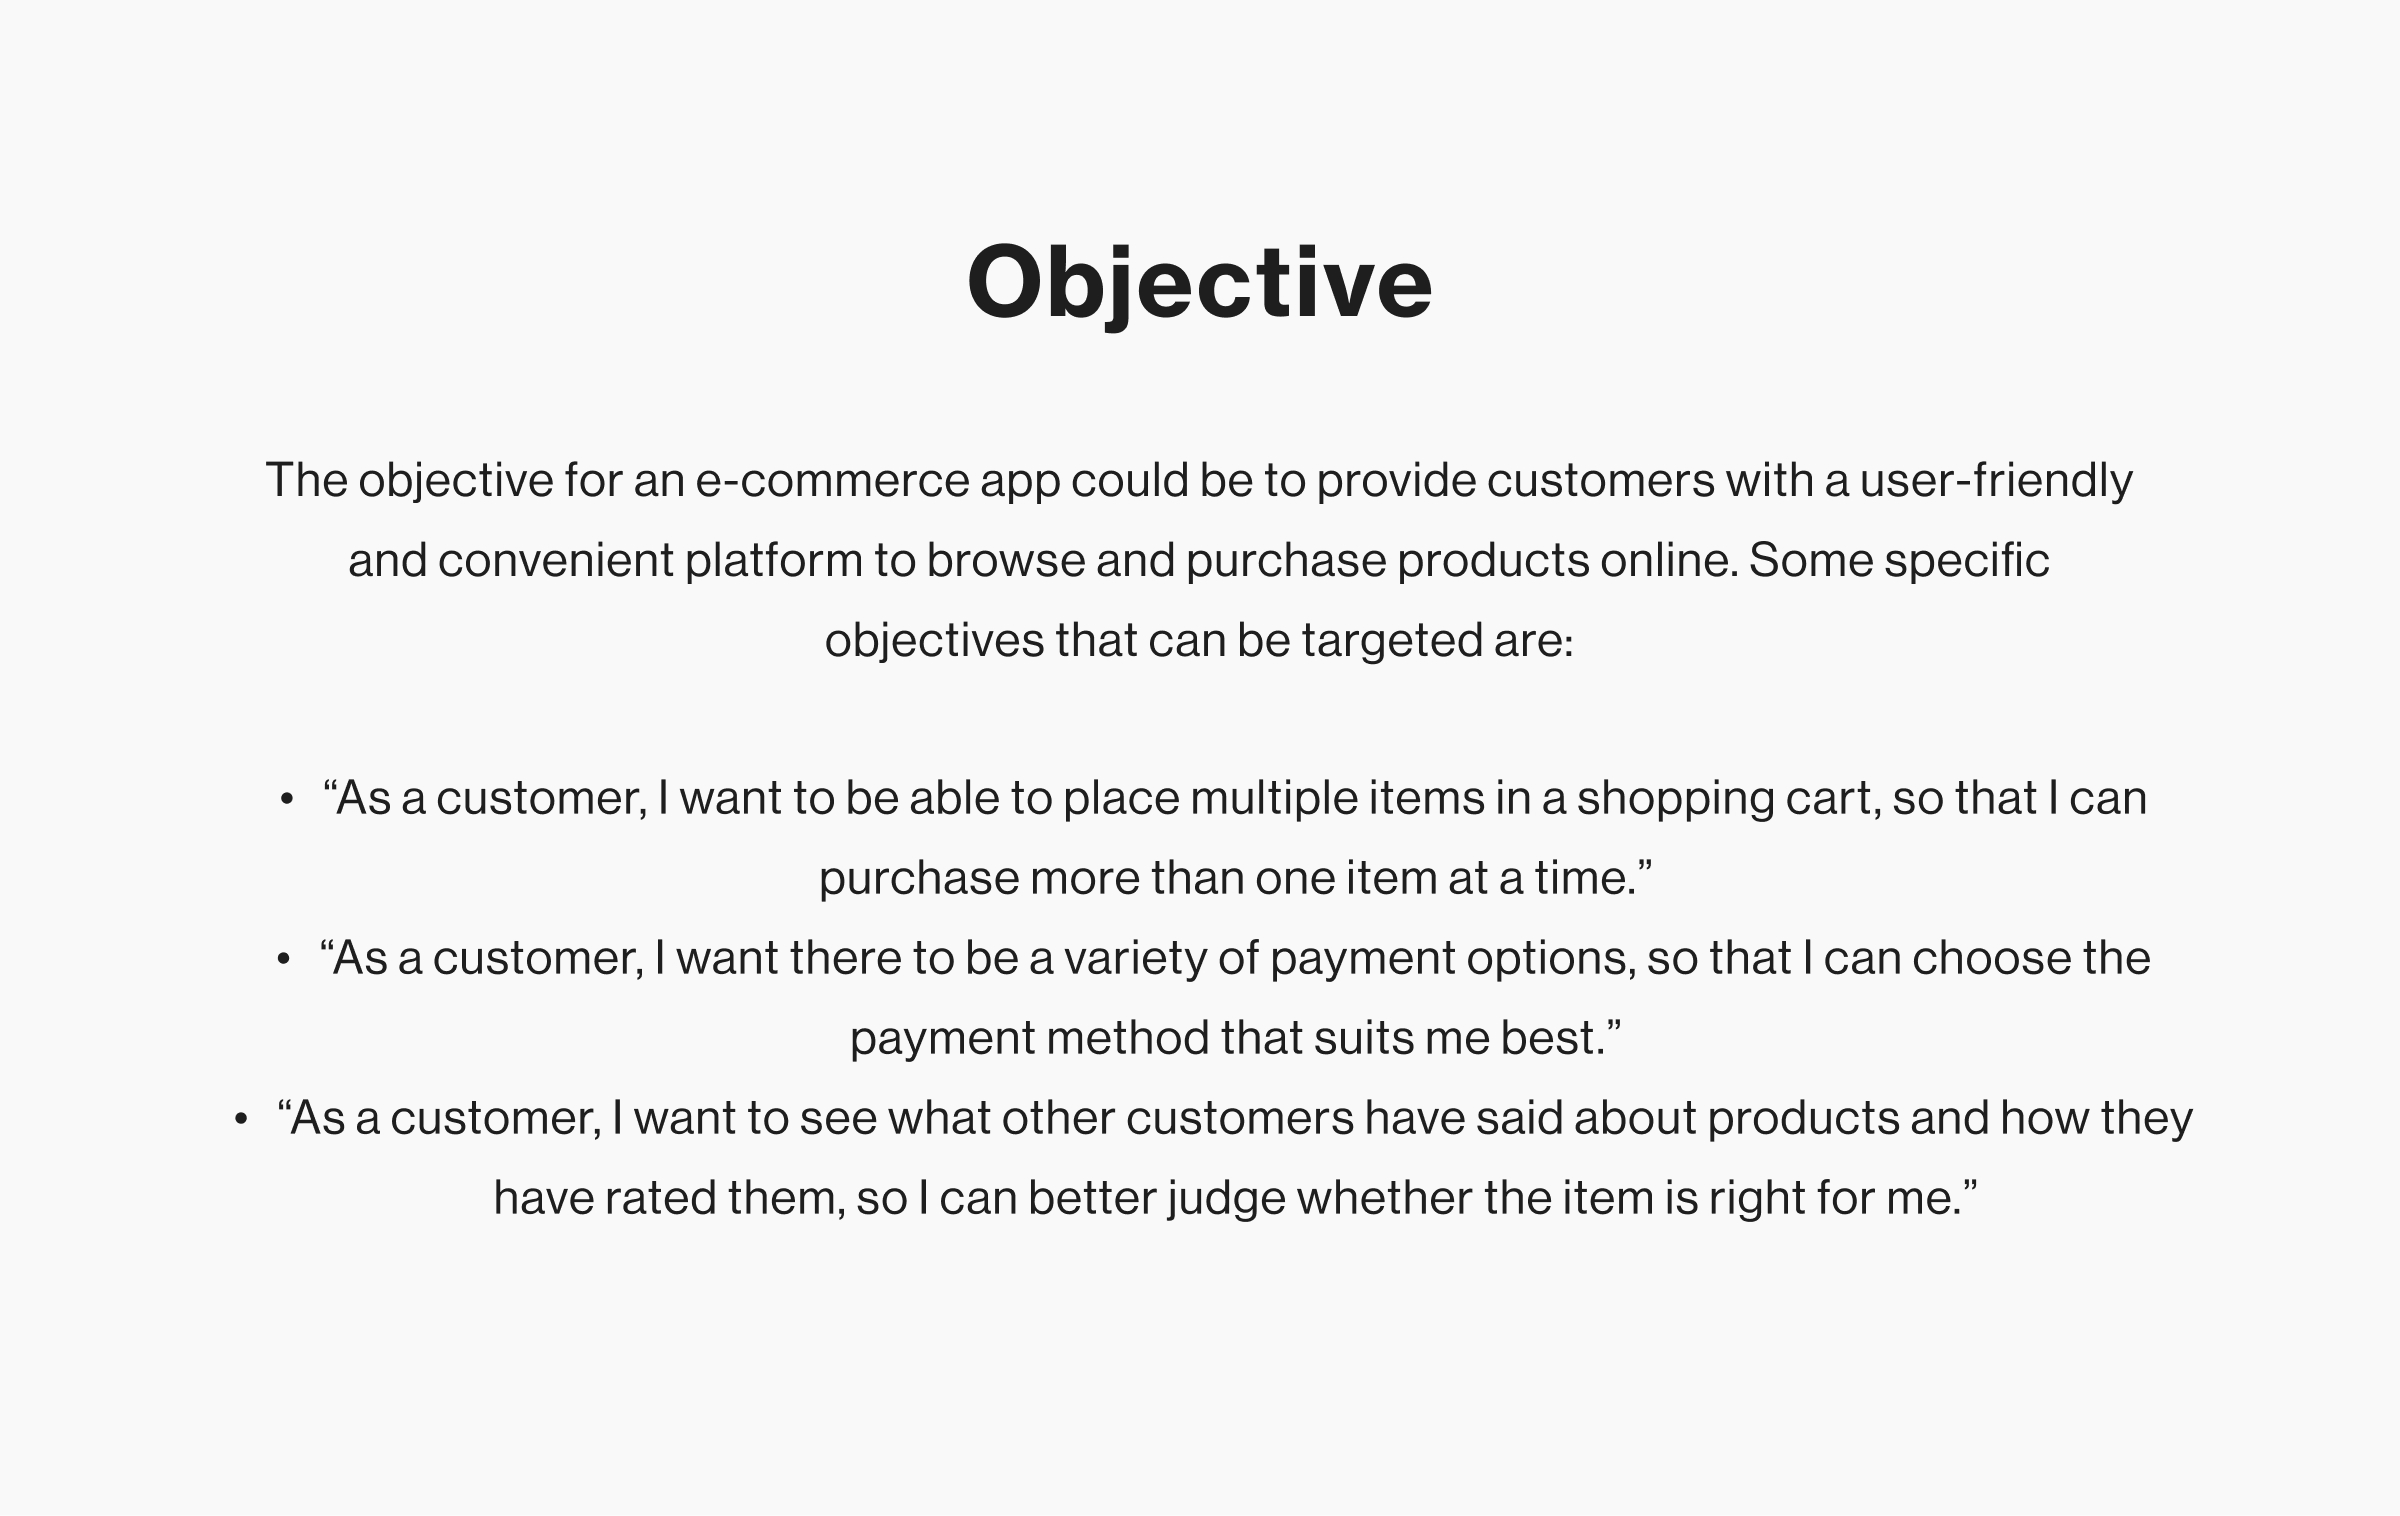 Objective
The objective for an e-commerce app could be to provide customers with a user-friendly
and convenient platform to browse and purchase products online. Some specific
objectives that can be targeted are:
• “As a customer, I want to be able to place multiple items in a shopping cart, so that I can
purchase more than one item at a time.”
• “As a customer, I want there to be a variety of payment options, so that I can choose the
payment method that suits me best.”
• “As a customer, I want to see what other customers have said about products and how they
have rated them, so I can better judge whether the item is right for me.”